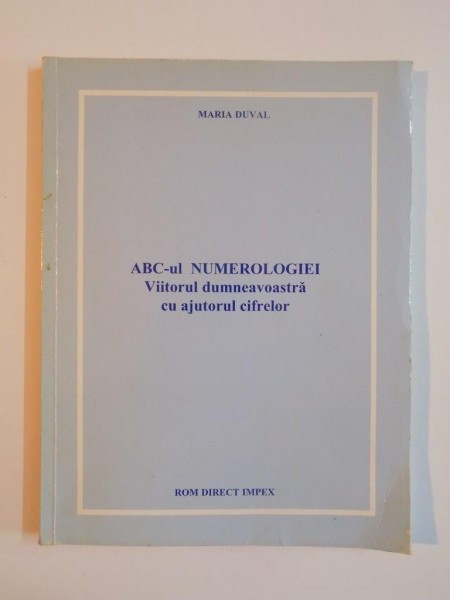 MARIA DUVAL
ABC-ul NUMEROLOGIEI
Viitorul dumneavoastră
cu ajutorul cifrelor
ROM DIRECT IMPEX